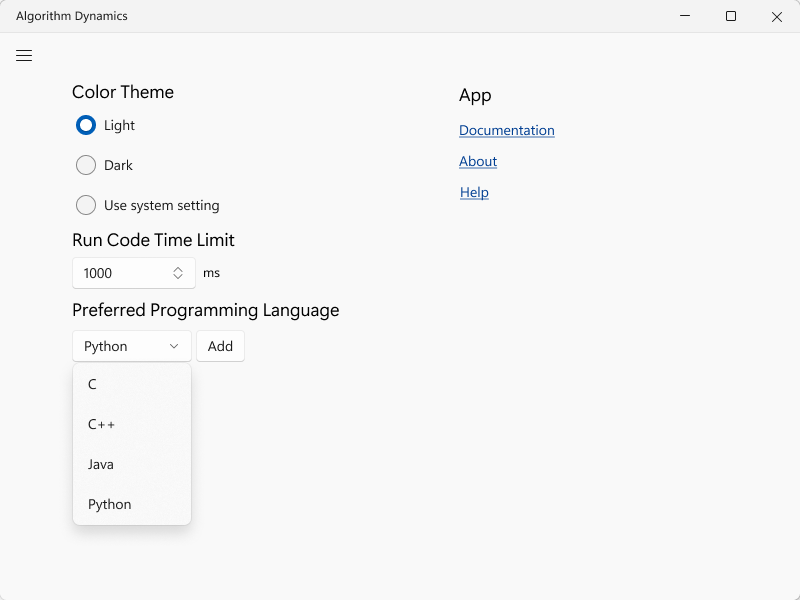 Algorithm Dynamics
Color Theme
Light
Dark
Use system setting
Run Code Time Limit
1000 ms
Preferred Programming Language
Python Add
C
C++
Java
Python
App
Documentation
About
Help